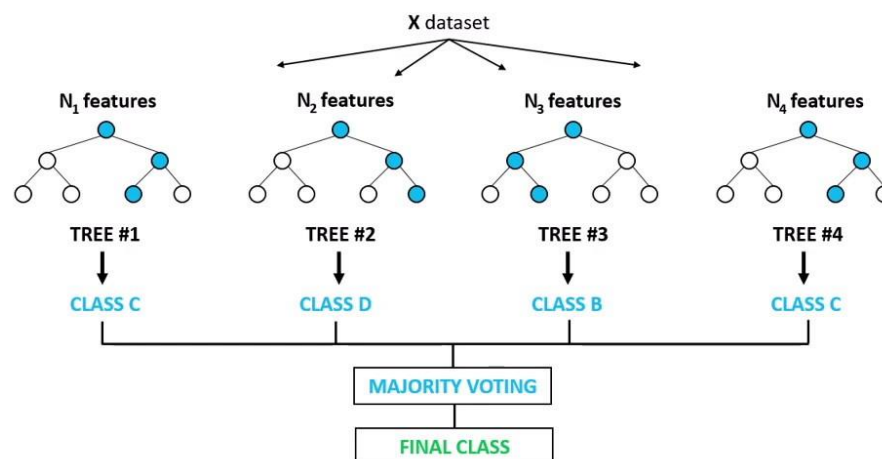 X dataset
N₁ features
N₂ features
N₃ features
N₄ features
TREE #1
TREE #2
TREE #3
TREE #4
CLASS C
CLASS D
CLASS B
CLASS C
MAJORITY VOTING
FINAL CLASS